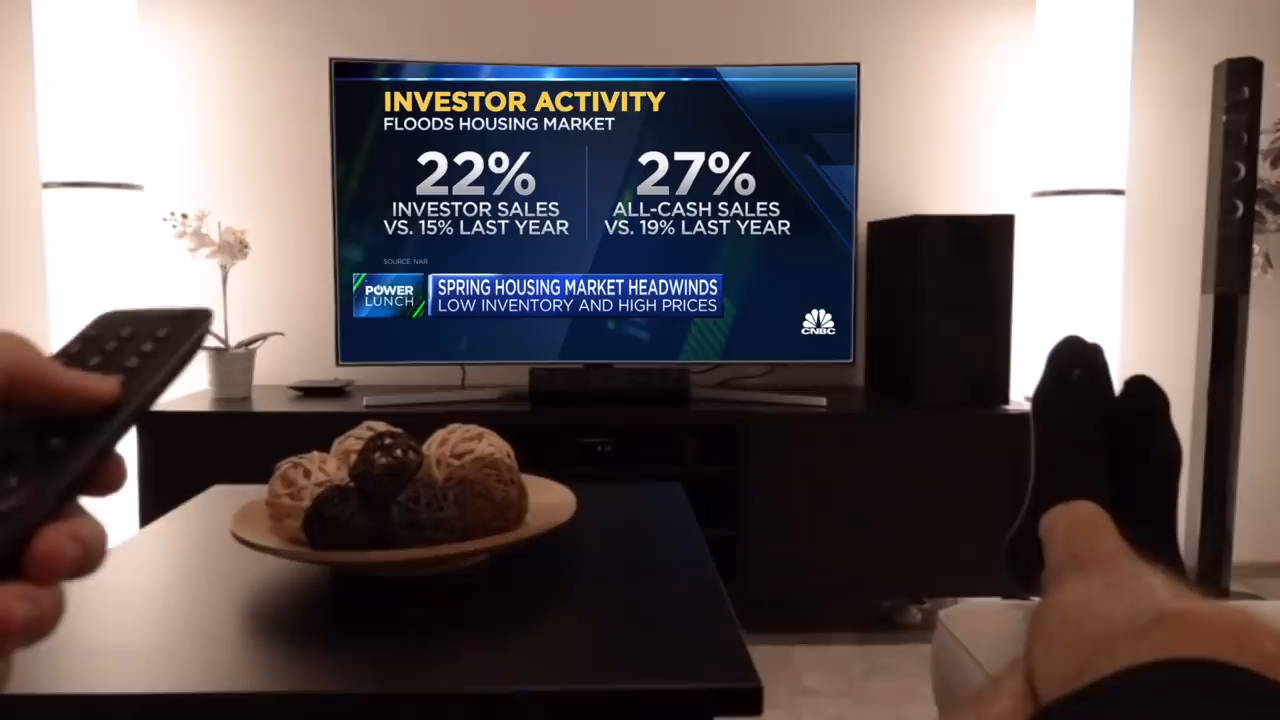 INVESTOR ACTIVITY
FLOODS HOUSING MARKET
22%
INVESTOR SALES
VS. 15% LAST YEAR
27%
ALL-CASH SALES
VS. 19% LAST YEAR
SOURCE: NAR
POWER
LUNCH
SPRING HOUSING MARKET HEADWINDS
LOW INVENTORY AND HIGH PRICES
CNBC